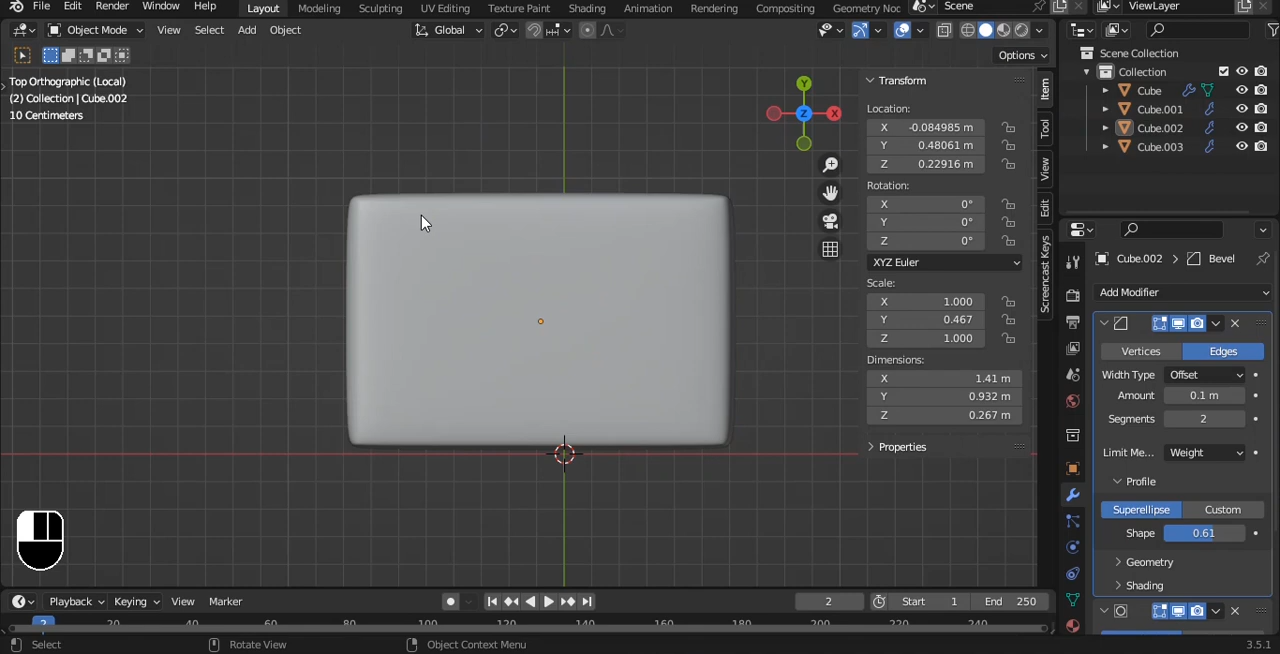 File Edit Render Window Help Layout Modeling Sculpting UV Editing Texture Paint Shading Animation Rendering Compositing Geometry Noc Scene ViewLayer
Object Mode View Select Add Object Global
Options
Top Orthographic (Local)
(2) Collection | Cube.002
10 Centimeters
Y
X
Z
Transform
Location:
X -0.084985 m
Y 0.48061 m
Z 0.22916 m
Rotation:
X 0°
Y 0°
Z 0°
XYZ Euler
Scale:
X 1.000
Y 0.467
Z 1.000
Dimensions:
X 1.41 m
Y 0.932 m
Z 0.267 m
Properties
Item
Tool
View
Edit
Screencast Keys
Scene Collection
Collection
Cube
Cube.001
Cube.002
Cube.003
Cube.002 > Bevel
Add Modifier
Vertices Edges
Width Type Offset
Amount 0.1 m
Segments 2
Limit Me... Weight
Profile
Superellipse Custom
Shape 0.61
Geometry
Shading
Playback Keying View Marker 2 Start 1 End 250
2 20 40 60 80 100 120 140 160 180 200 220 240
Select Rotate View Object Context Menu 3.5.1